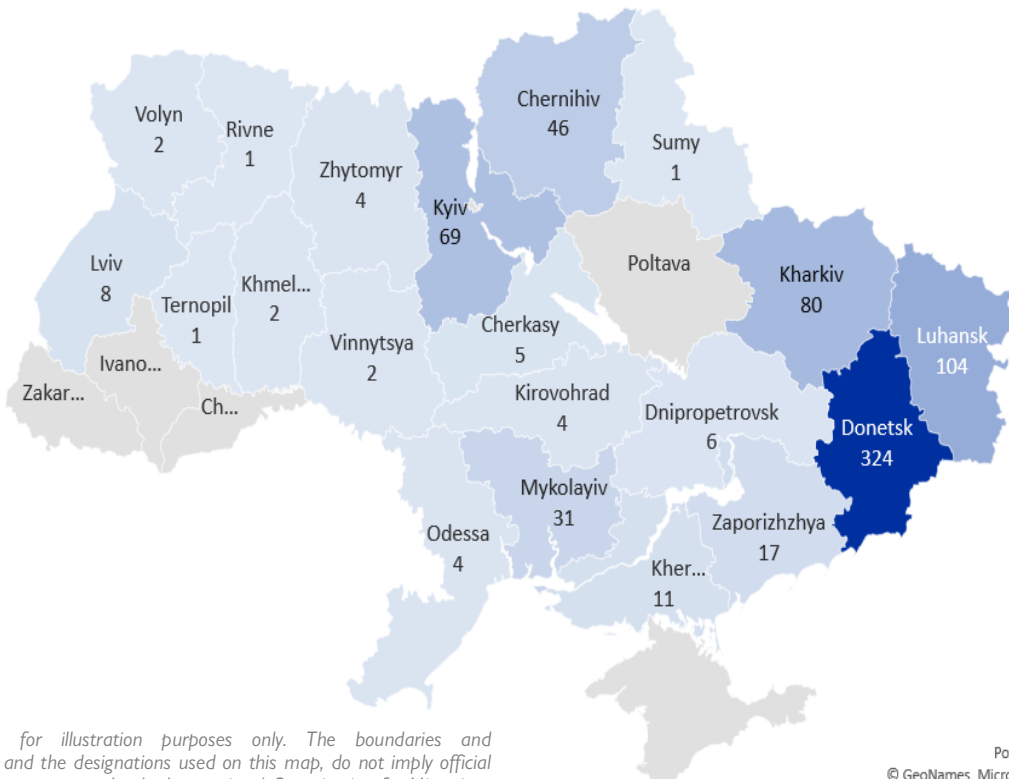 Chernihiv
46
Volyn
2
Rivne
1
Sumy
1
Zhytomyr
4
Kyiv
69
Lviv
8
Poltava
Kharkiv
80
Khmel...
2
Ternopil
1
Luhansk
104
Cherkasy
5
Vinnytsya
2
Ivano...
Zakar...
Ch...
Kirovohrad
4
Dnipropetrovsk
6
Donetsk
324
Mykolayiv
31
Zaporizhzhya
17
Odessa
4
Kher...
11
for illustration purposes only. The boundaries and
and the designations used on this map, do not imply official
Po
© GeoNames, Micro